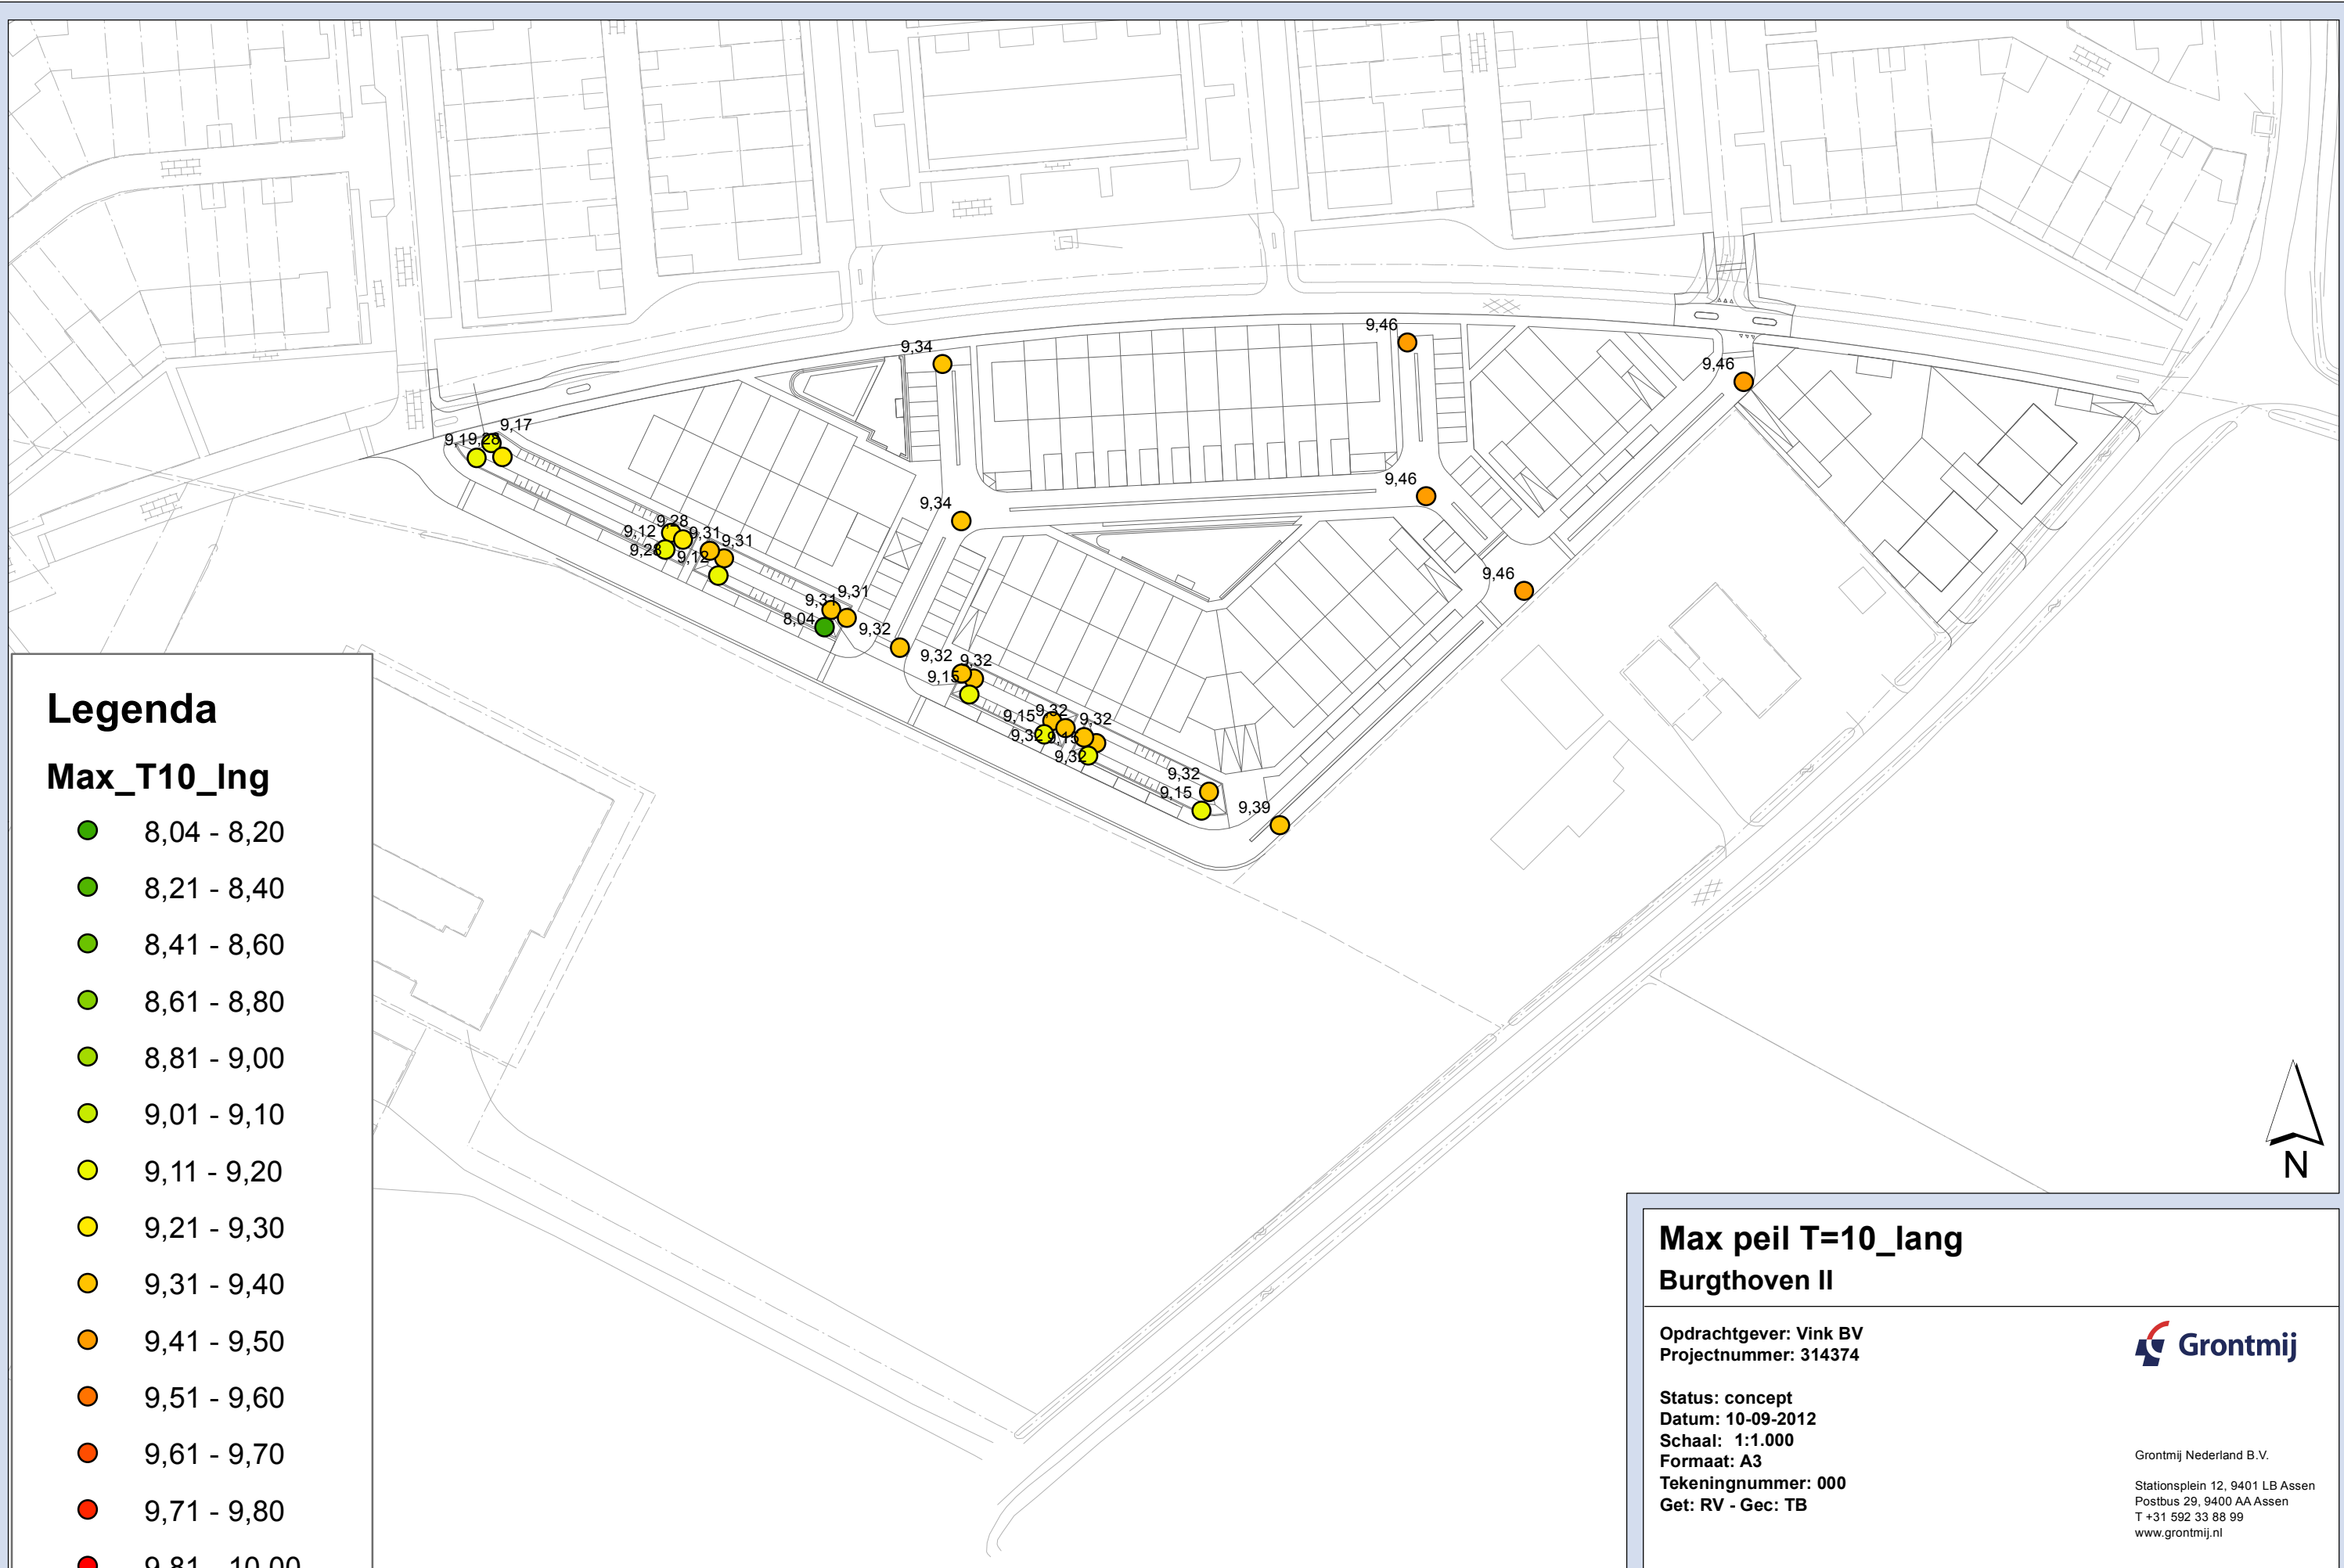 9,46
9,34
9,46
9,17
9,19
9,28
9,46
9,34
9,28
9,12
9,31
9,31
9,28
9,12
9,46
9,31
9,31
8,04
9,32
9,32
9,32
9,15
9,32
9,15
9,32
9,32
9,15
9,32
9,32
9,15
9,39
Legenda
Max_T10_lng
8,04 - 8,20
8,21 - 8,40
8,41 - 8,60
8,61 - 8,80
8,81 - 9,00
9,01 - 9,10
9,11 - 9,20
9,21 - 9,30
9,31 - 9,40
9,41 - 9,50
9,51 - 9,60
9,61 - 9,70
9,71 - 9,80
9,81 - 10,00
N
Max peil T=10_lang
Burgthoven II
Opdrachtgever: Vink BV
Projectnummer: 314374
Status: concept
Datum: 10-09-2012
Schaal: 1:1.000
Formaat: A3
Tekeningnummer: 000
Get: RV - Gec: TB
Grontmij
Grontmij Nederland B.V.
Stationsplein 12, 9401 LB Assen
Postbus 29, 9400 AA Assen
T +31 592 33 88 99
www.grontmij.nl